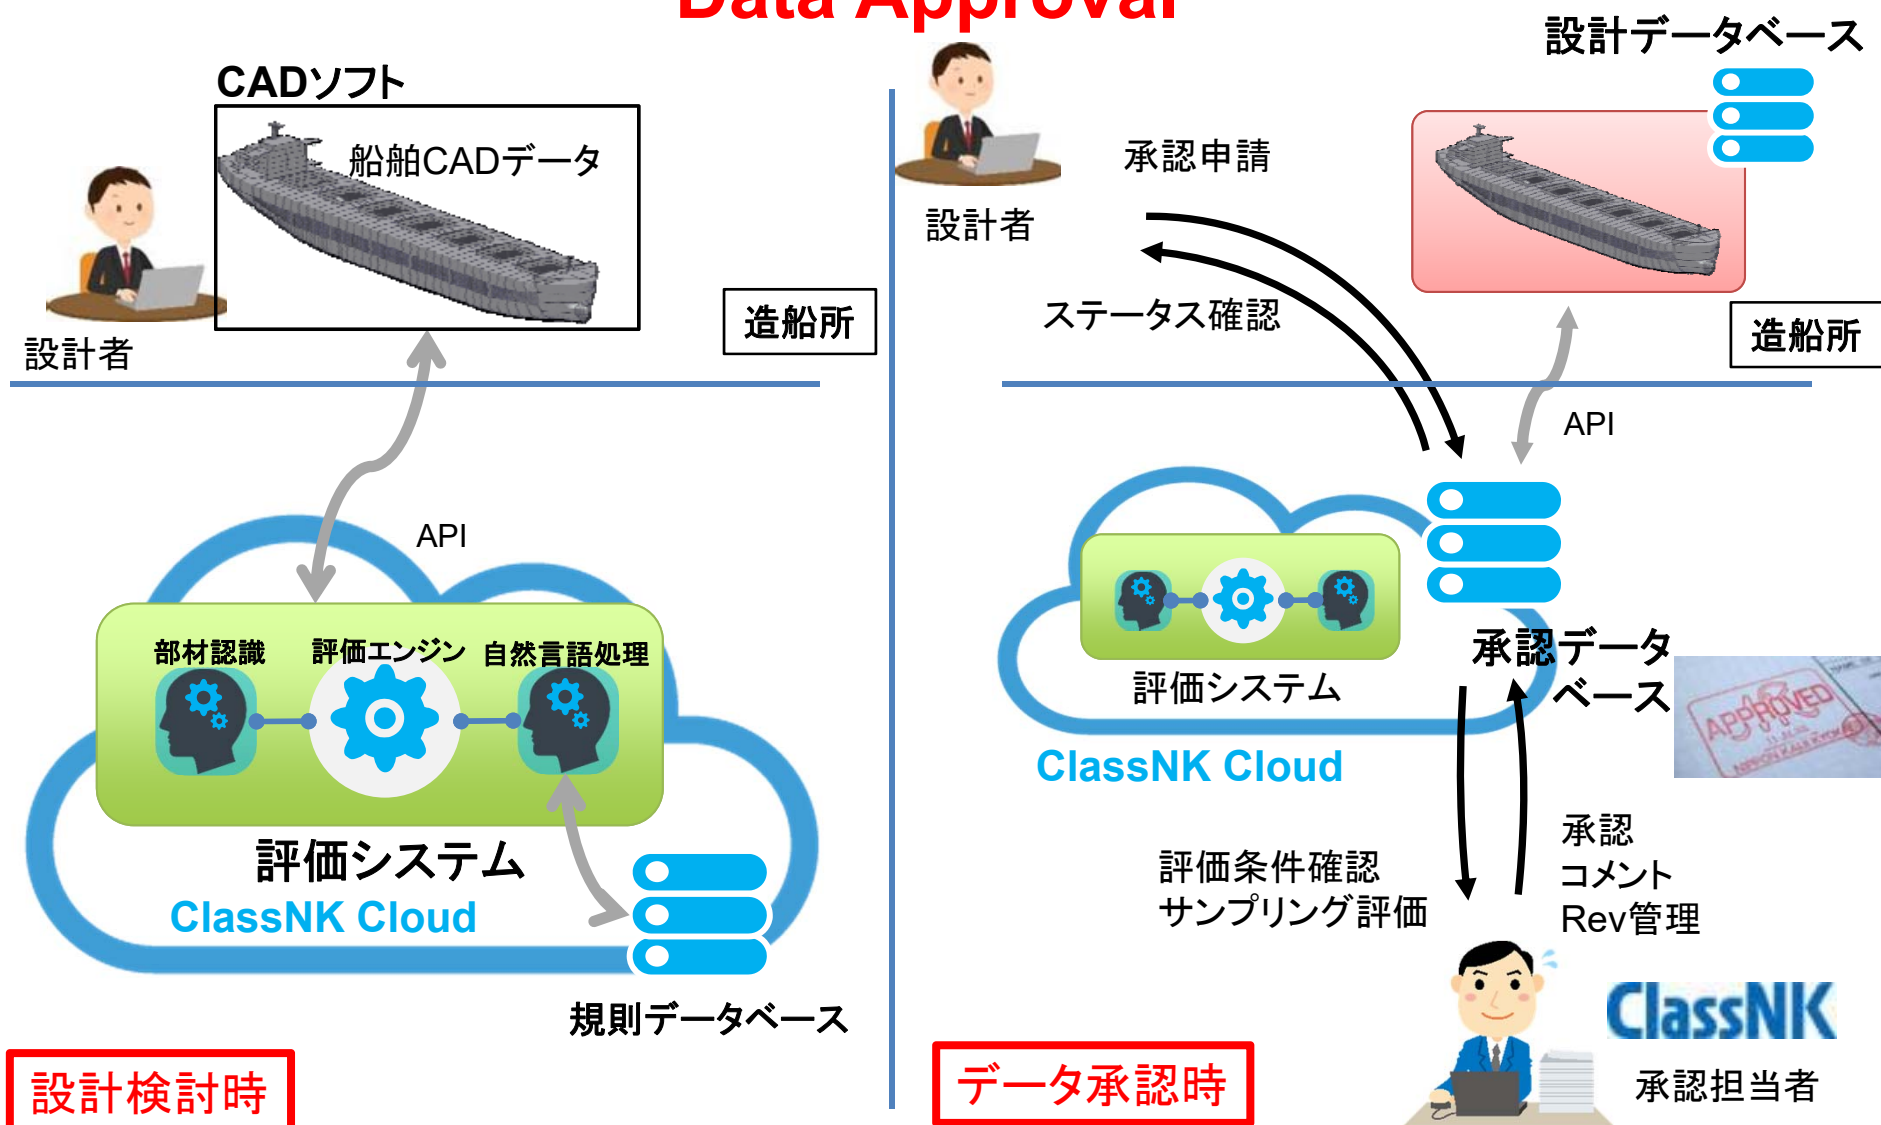 Data Approval
CADソフト
船舶CADデータ
設計者
造船所
API
部材認識
評価エンジン
自然言語処理
評価システム
ClassNK Cloud
規則データベース
設計検討時
設計データベース
承認申請
設計者
ステータス確認
造船所
API
評価システム
承認データ
ベース
APPROVED
ClassNK Cloud
評価条件確認
サンプリング評価
承認
コメント
Rev管理
ClassNK
承認担当者
データ承認時